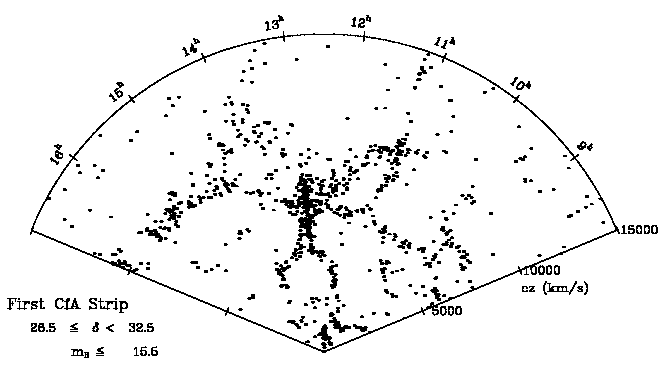 16ʰ 15ʰ 14ʰ 13ʰ 12ʰ 11ʰ 10ʰ 9ʰ
15000
10000
cz (km/s)
5000
First CfA Strip
26.5 ≤ δ < 32.5
m_B ≤ 15.5